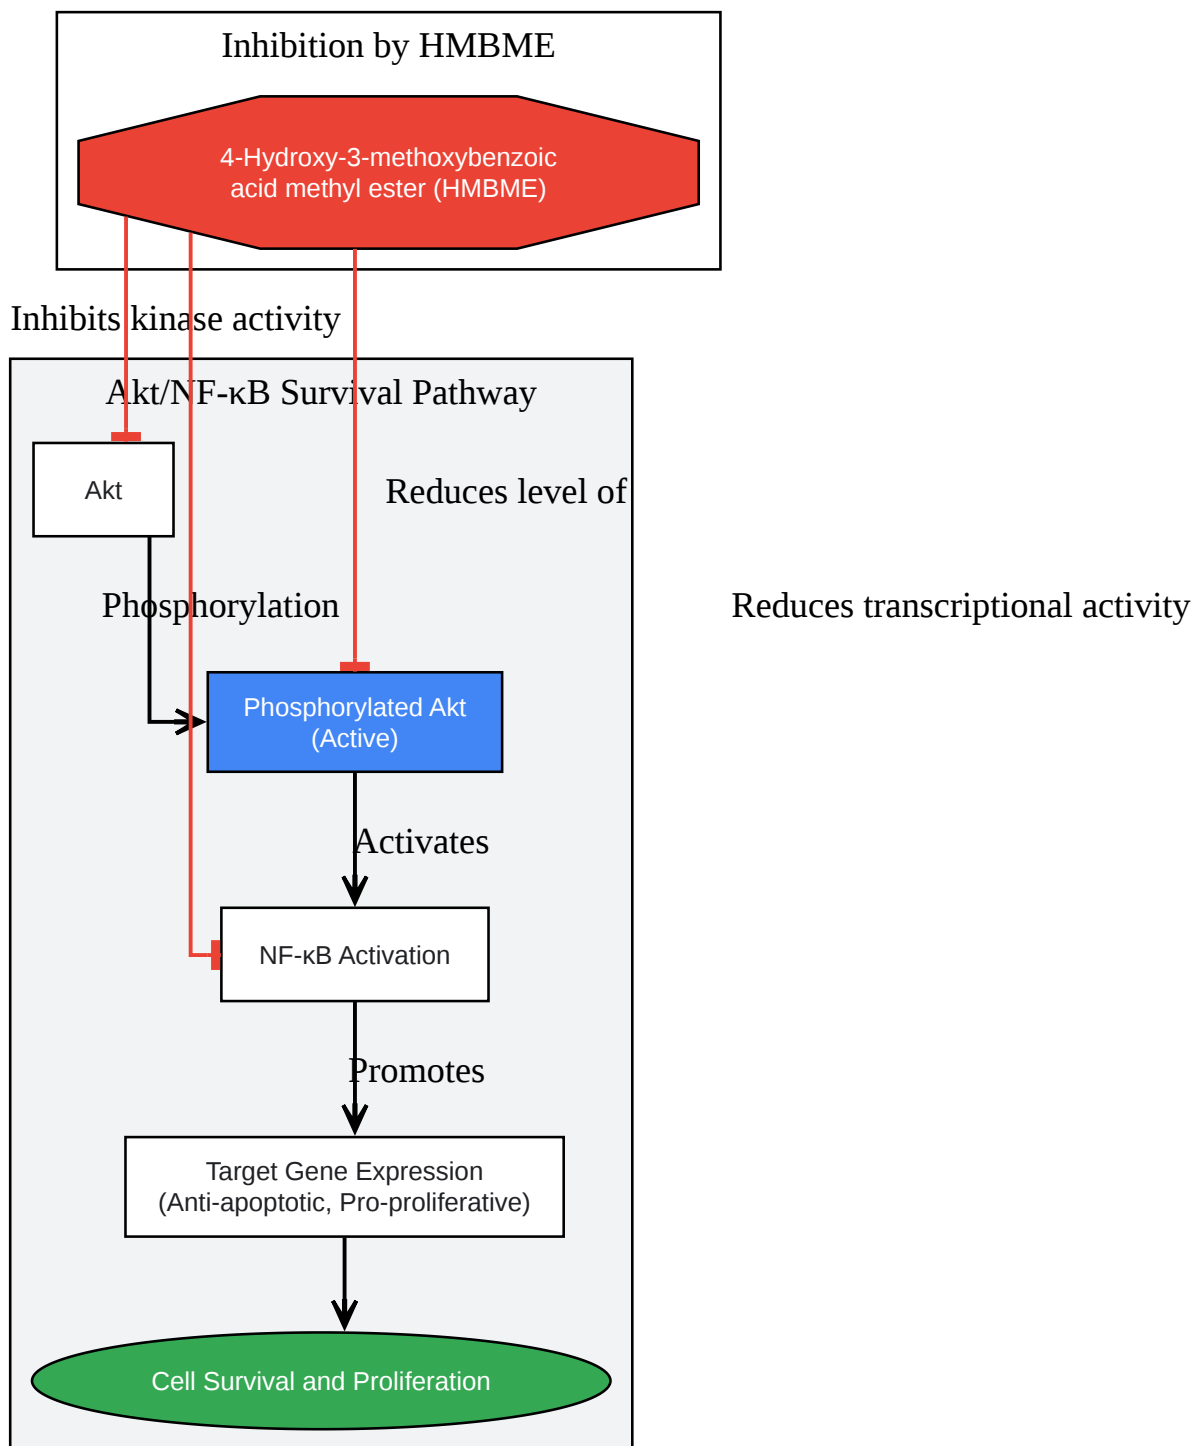 Inhibition by HMBME
4-Hydroxy-3-methoxybenzoic
acid methyl ester (HMBME)
Inhibits kinase activity
Akt/NF-κB Survival Pathway
Akt
Reduces level of
Phosphorylation
Reduces transcriptional activity
Phosphorylated Akt
(Active)
Activates
NF-κB Activation
Promotes
Target Gene Expression
(Anti-apoptotic, Pro-proliferative)
Cell Survival and Proliferation